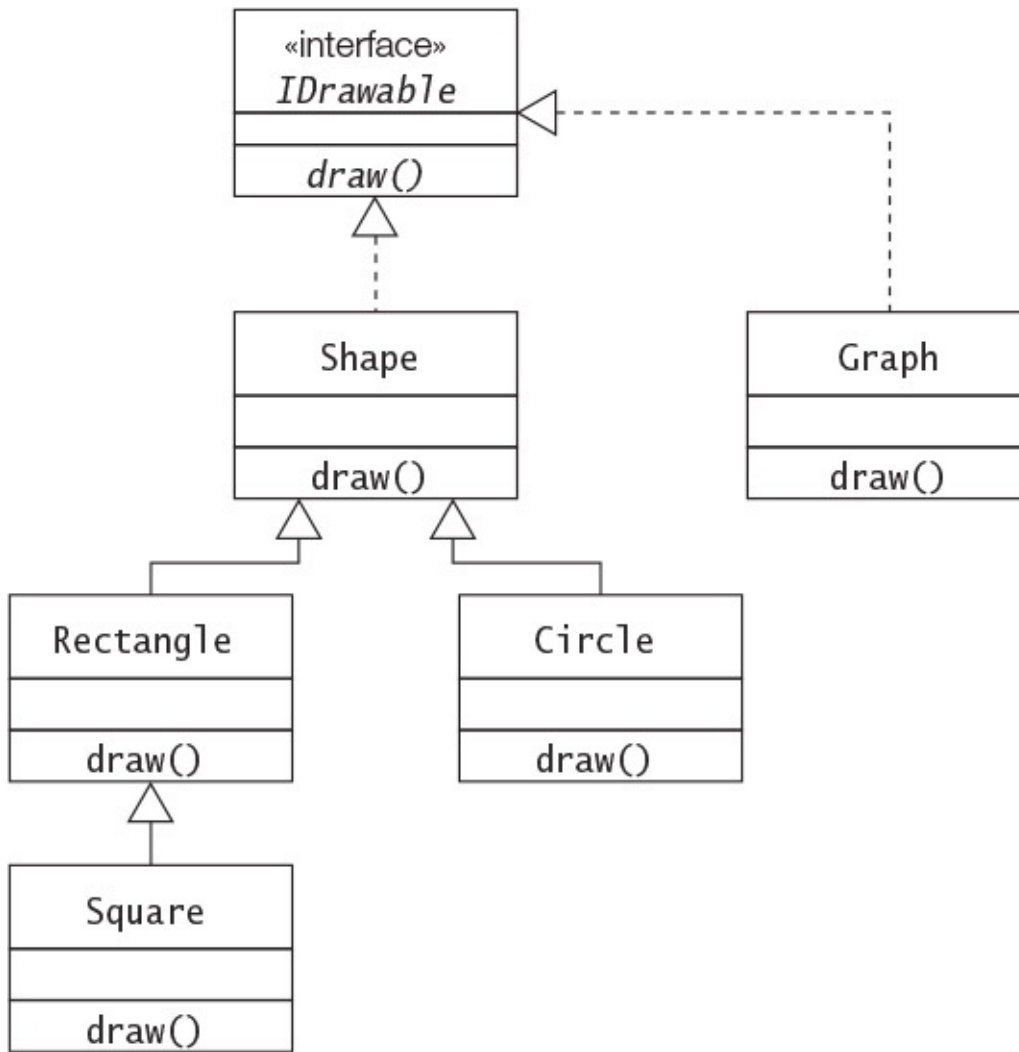 «interface»
IDrawable
draw()
Shape
draw()
Graph
draw()
Rectangle
draw()
Circle
draw()
Square
draw()